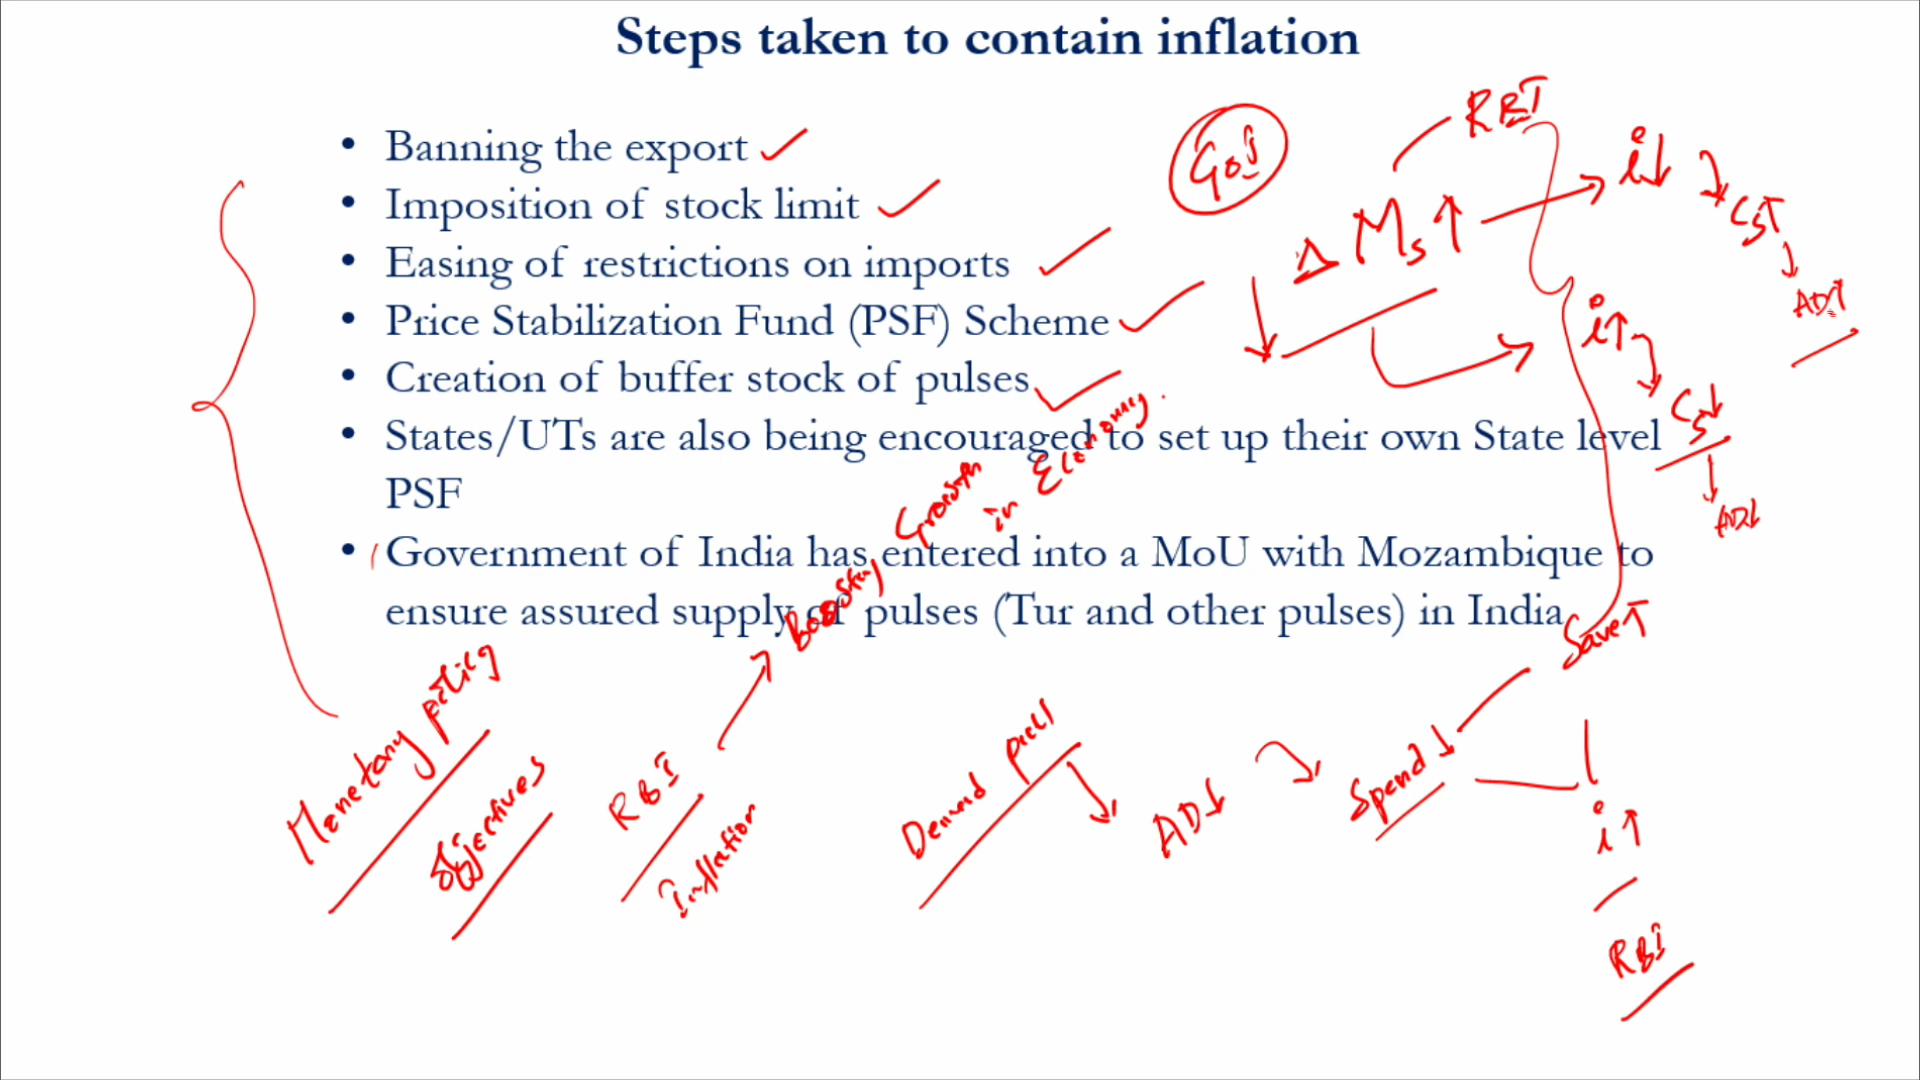 Steps taken to contain inflation
• Banning the export
• Imposition of stock limit
• Easing of restrictions on imports
• Price Stabilization Fund (PSF) Scheme
• Creation of buffer stock of pulses
• States/UTs are also being encouraged to set up their own State level
PSF
• Government of India has entered into a MoU with Mozambique to
ensure assured supply of pulses (Tur and other pulses) in India
GoI
RBI
Δ Ms↑
i↓
CS↑
AD↑
i↑
CS↓
AD↓
Save↑
Spend↓
i↑
RBI
Monetary policy
Objectives
RBI
Inflation
Boosting Growth
in Economy.
Demand pull
AD↓